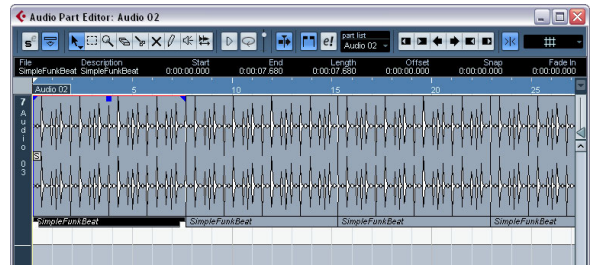 Audio Part Editor: Audio 02
e! part list
Audio 02
File Description Start End Length Offset Snap Fade In
SimpleFunkBeat SimpleFunkBeat 0:00:00.000 0:00:07.680 0:00:07.680 0:00:00.000 0:00:00.000 0:00:00.000
Audio 02 5 10 15 20 25
7
Audio 03
S
SimpleFunkBeat SimpleFunkBeat SimpleFunkBeat SimpleFunkBeat